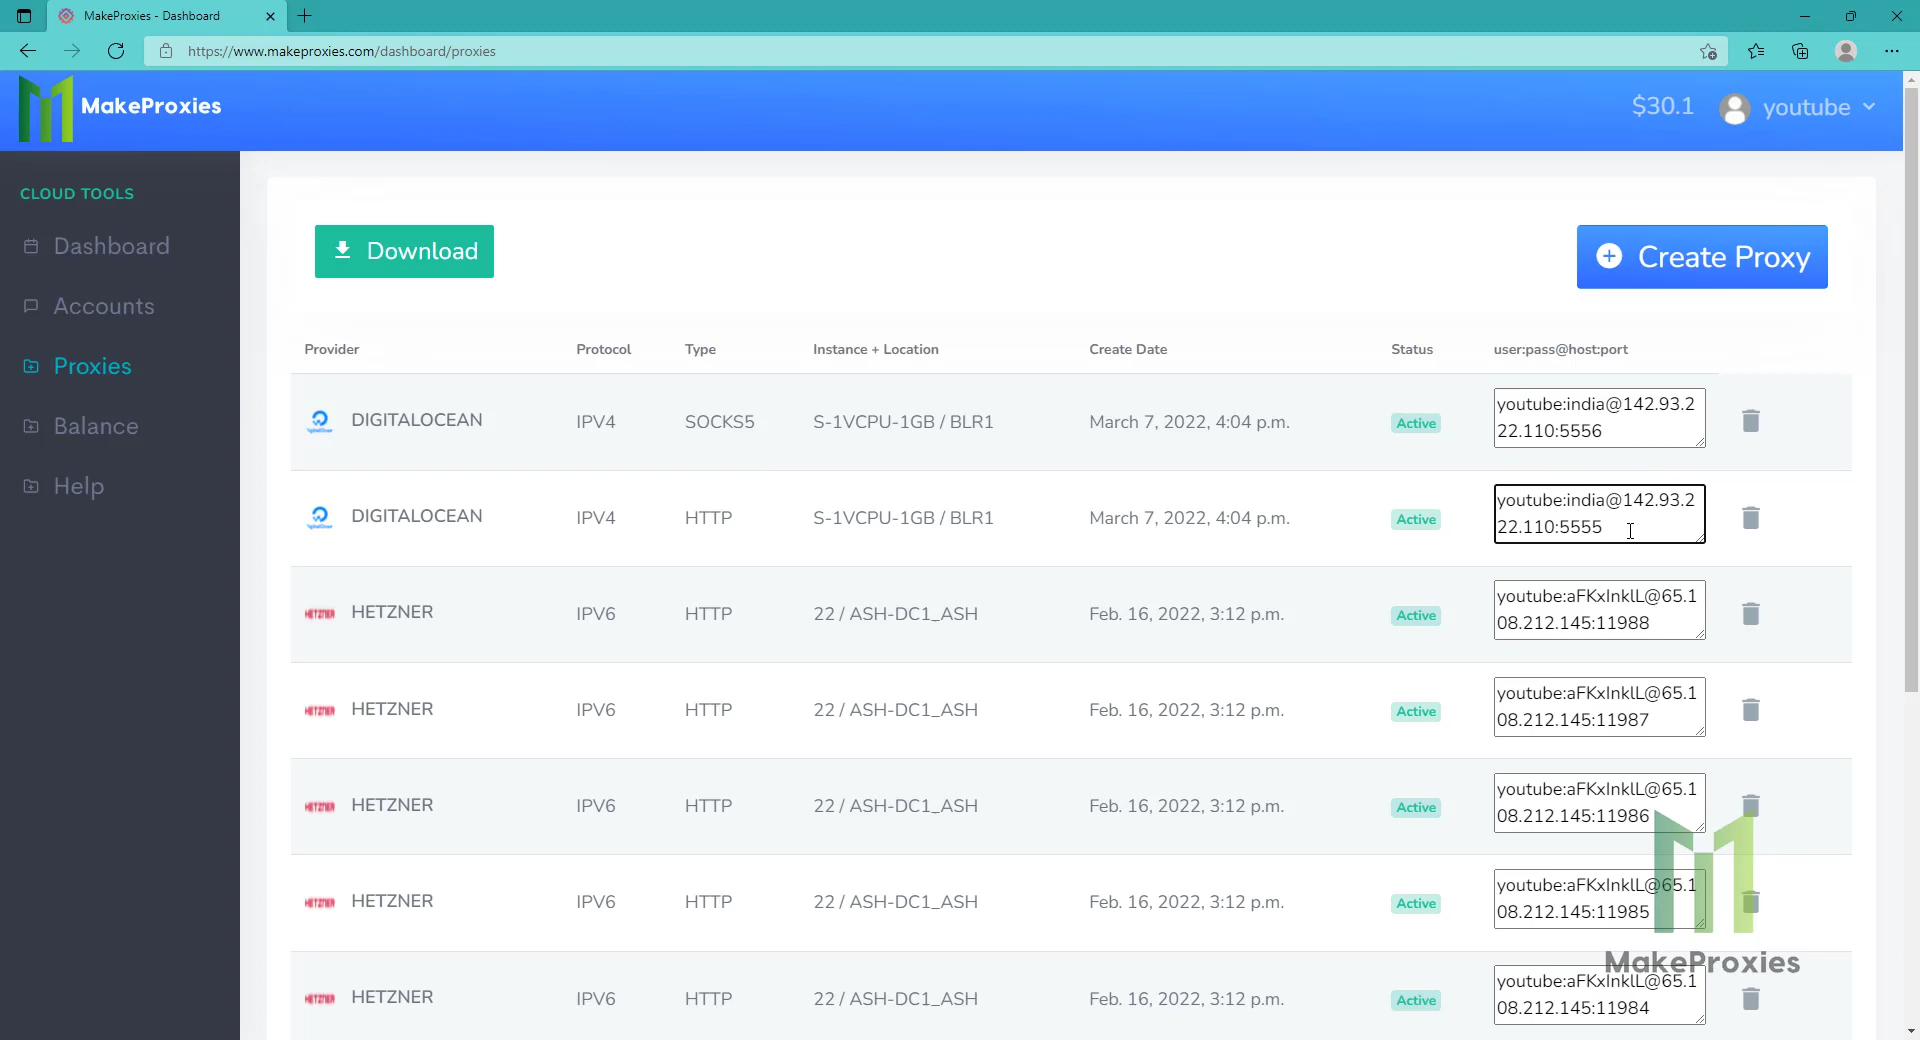 MakeProxies - Dashboard
https://www.makeproxies.com/dashboard/proxies
MakeProxies
$30.1
youtube
CLOUD TOOLS
Dashboard
Accounts
Proxies
Balance
Help
Download
Create Proxy
Provider Protocol Type Instance + Location Create Date Status user:pass@host:port
DIGITALOCEAN IPV4 SOCKS5 S-1VCPU-1GB / BLR1 March 7, 2022, 4:04 p.m. Active youtube:india@142.93.2
22.110:5556
DIGITALOCEAN IPV4 HTTP S-1VCPU-1GB / BLR1 March 7, 2022, 4:04 p.m. Active youtube:india@142.93.2
22.110:5555
HETZNER HETZNER IPV6 HTTP 22 / ASH-DC1_ASH Feb. 16, 2022, 3:12 p.m. Active youtube:aFKxInklL@65.1
08.212.145:11988
HETZNER HETZNER IPV6 HTTP 22 / ASH-DC1_ASH Feb. 16, 2022, 3:12 p.m. Active youtube:aFKxInklL@65.1
08.212.145:11987
HETZNER HETZNER IPV6 HTTP 22 / ASH-DC1_ASH Feb. 16, 2022, 3:12 p.m. Active youtube:aFKxInklL@65.1
08.212.145:11986
HETZNER HETZNER IPV6 HTTP 22 / ASH-DC1_ASH Feb. 16, 2022, 3:12 p.m. Active youtube:aFKxInklL@65.1
08.212.145:11985
MakeProxies
HETZNER HETZNER IPV6 HTTP 22 / ASH-DC1_ASH Feb. 16, 2022, 3:12 p.m. Active youtube:aFKxInklL@65.1
08.212.145:11984